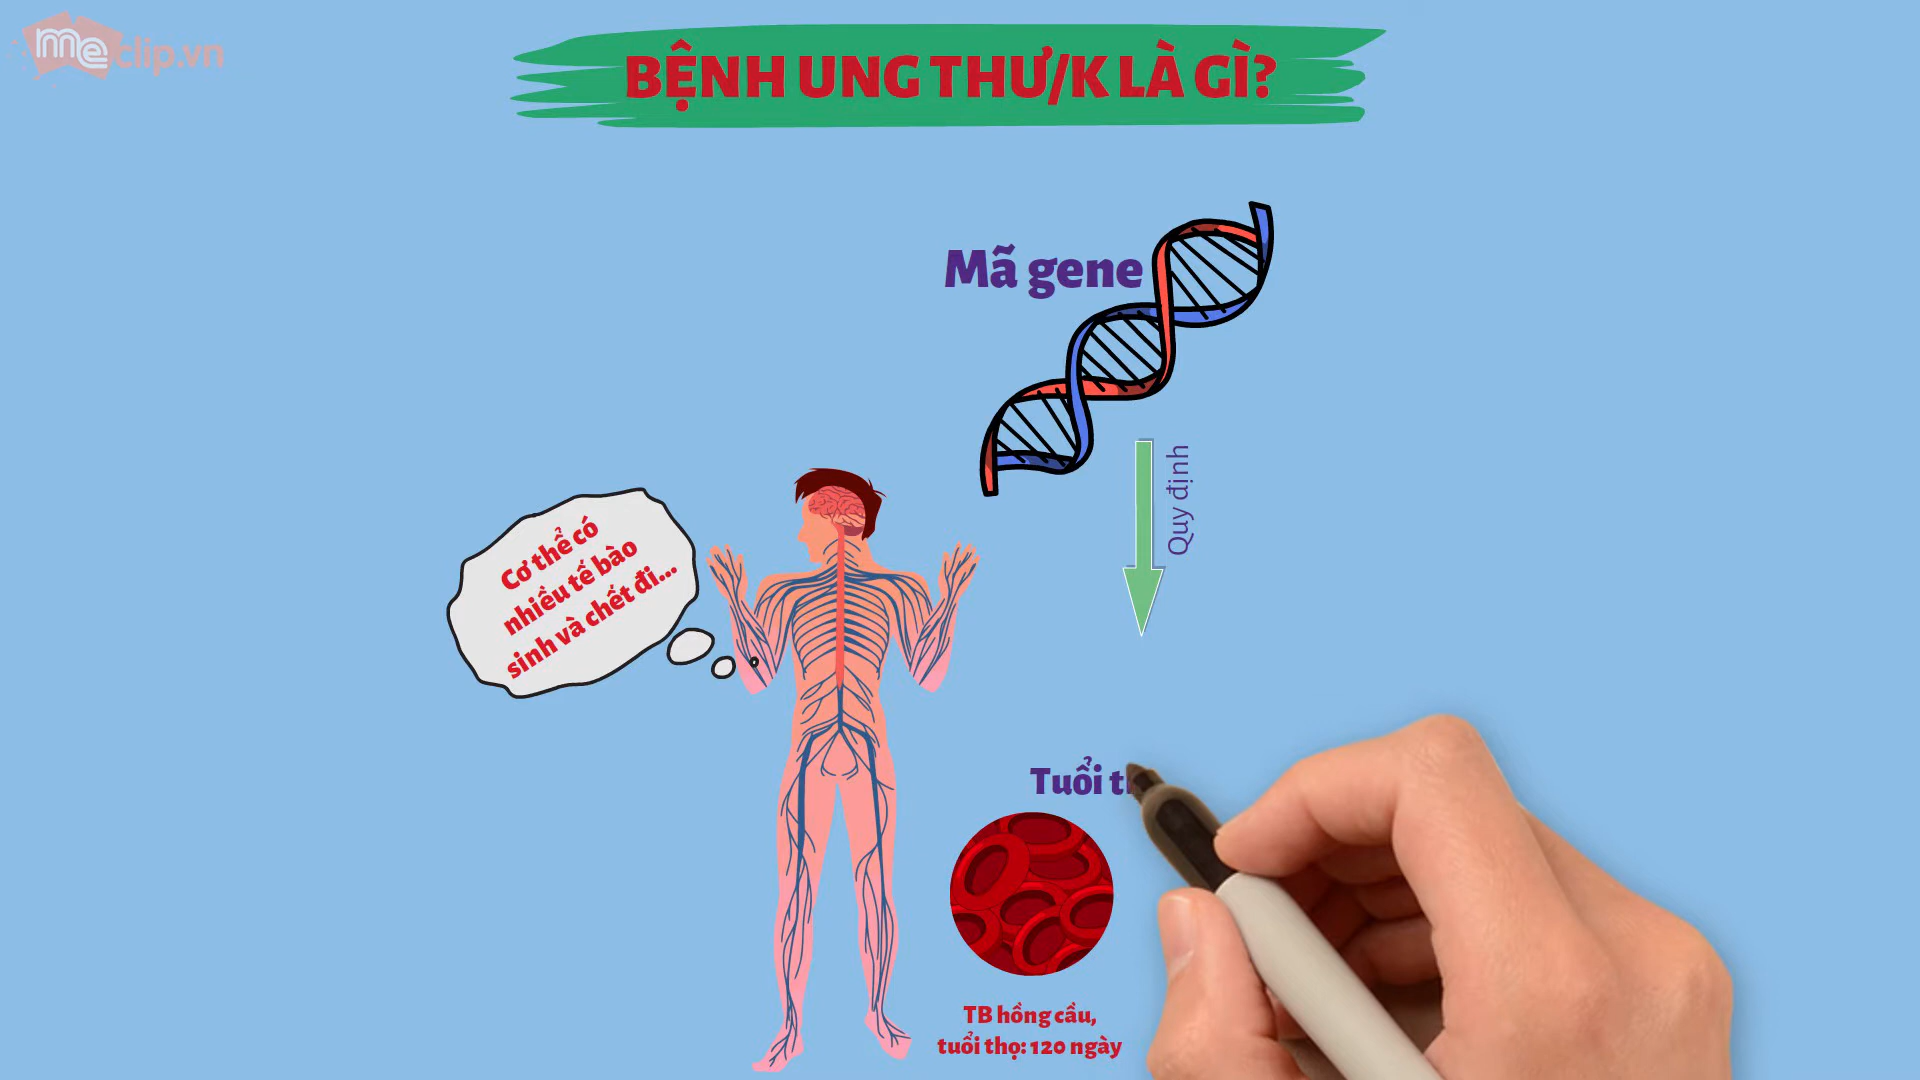 meclip.vn
BỆNH UNG THƯ/K LÀ GÌ?
Mã gene
Quy định
Cơ thể có
nhiều tế bào
sinh và chết đi...
Tuổi
TB hồng cầu,
tuổi thọ: 120 ngày